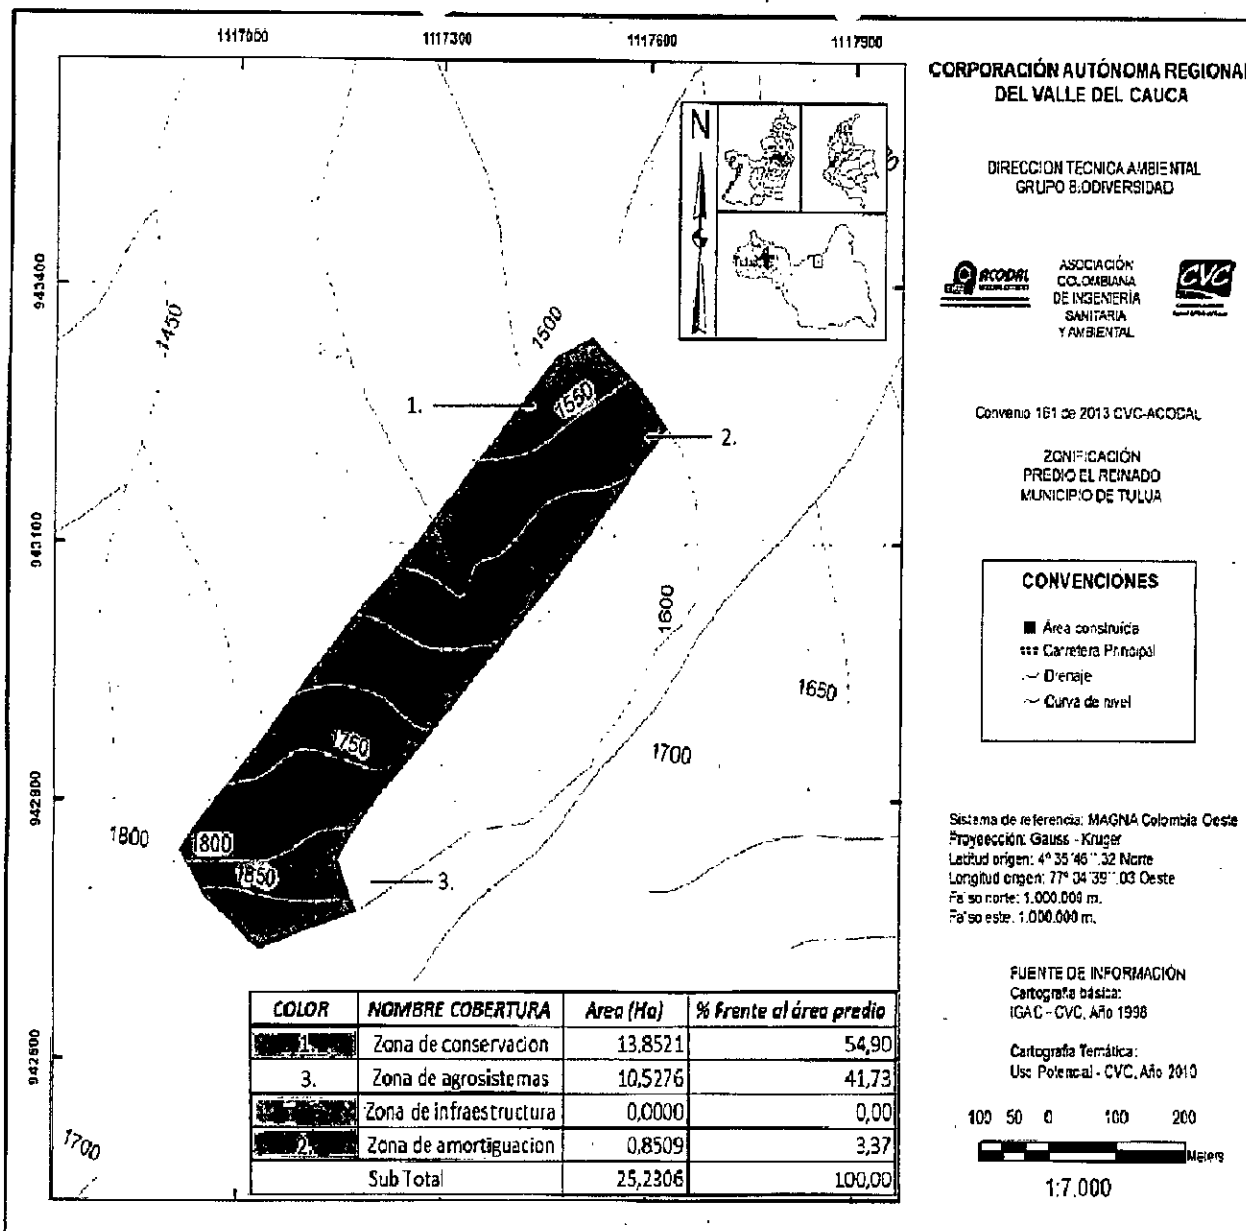 1117000
1117300
1117600
1117900
943400
943100
942800
942500
N
1450
1500
1550
1.
2.
1600
1650
1700
1750
1800
1800
1850
3.
1700
COLOR NOMBRE COBERTURA Area (Ha) % Frente al área predio
1. Zona de conservacion 13,8521 54,90
3. Zona de agrosistemas 10,5276 41,73
Zona de infraestructura 0,0000 0,00
2. Zona de amortiguacion 0,8509 3,37
Sub Total 25,2306 100,00
CORPORACIÓN AUTÓNOMA REGIONAL
DEL VALLE DEL CAUCA
DIRECCION TECNICA AMBIENTAL
GRUPO BIODIVERSIDAD
ACODAL
ASOCIACIÓN
COLOMBIANA
DE INGENIERÍA
SANITARIA
Y AMBIENTAL
CVC
Convenio 161 de 2013 CVC-ACODAL
ZONIFICACIÓN
PREDIO EL REINADO
MUNICIPIO DE TULUA
CONVENCIONES
Área construida
Carretera Principal
Drenaje
Curva de nivel
Sistema de referencia: MAGNA Colombia Oeste
Proyeección: Gauss - Kruger
Latitud origen: 4° 35´46´´.32 Norte
Longitud origen: 77° 04´39´´.03 Oeste
Falso norte: 1.000.000 m.
Falso este: 1.000.000 m.
FUENTE DE INFORMACIÓN
Cartografía básica:
IGAC - CVC, Año 1998
Cartografía Temática:
Uso Potencial - CVC, Año 2010
100 50 0 100 200
Meters
1:7.000